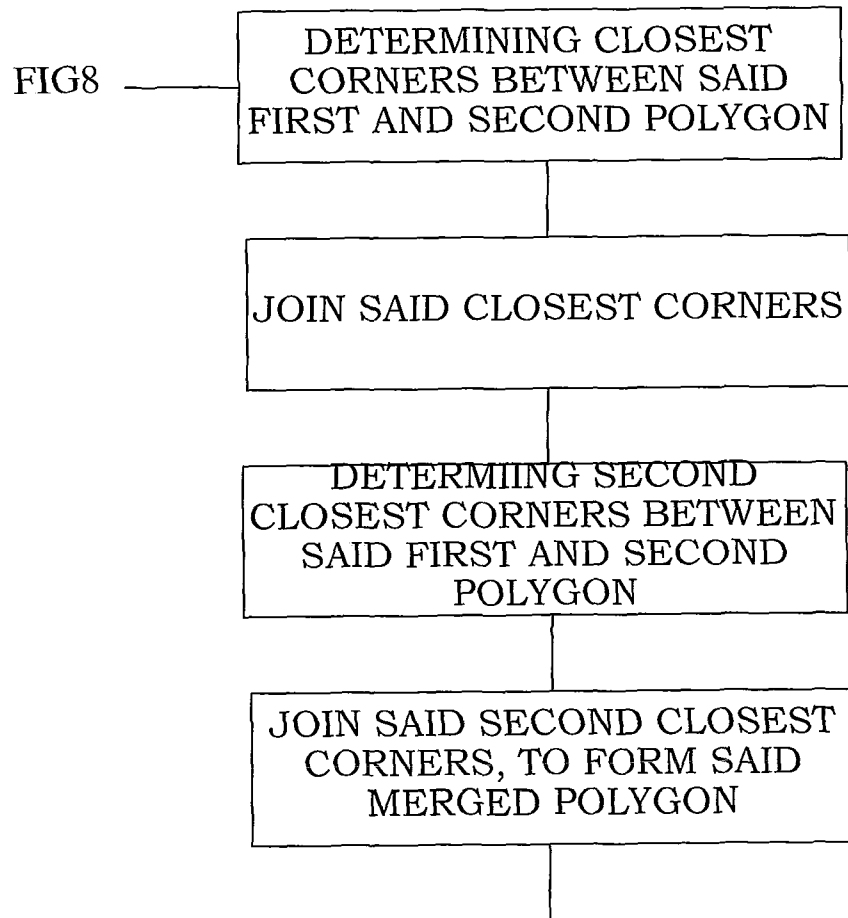 FIG8
DETERMINING CLOSEST
CORNERS BETWEEN SAID
FIRST AND SECOND POLYGON
JOIN SAID CLOSEST CORNERS
DETERMIING SECOND
CLOSEST CORNERS BETWEEN
SAID FIRST AND SECOND
POLYGON
JOIN SAID SECOND CLOSEST
CORNERS, TO FORM SAID
MERGED POLYGON